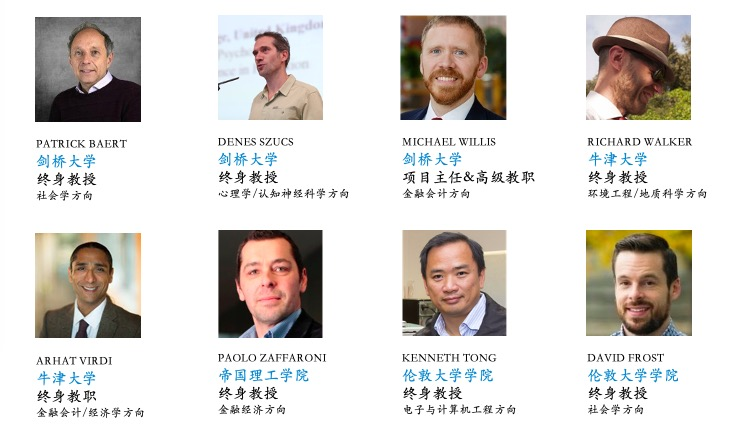 PATRICK BAERT
剑桥大学
终身教授
社会学方向
DENES SZUCS
剑桥大学
终身教授
心理学/认知神经科学方向
MICHAEL WILLIS
剑桥大学
项目主任&高级教职
金融会计方向
RICHARD WALKER
牛津大学
终身教授
环境工程/地质科学方向
ARHAT VIRDI
牛津大学
终身教职
金融会计/经济学方向
PAOLO ZAFFARONI
帝国理工学院
终身教授
金融经济方向
KENNETH TONG
伦敦大学学院
终身教授
电子与计算机工程方向
DAVID FROST
伦敦大学学院
终身教授
社会学方向